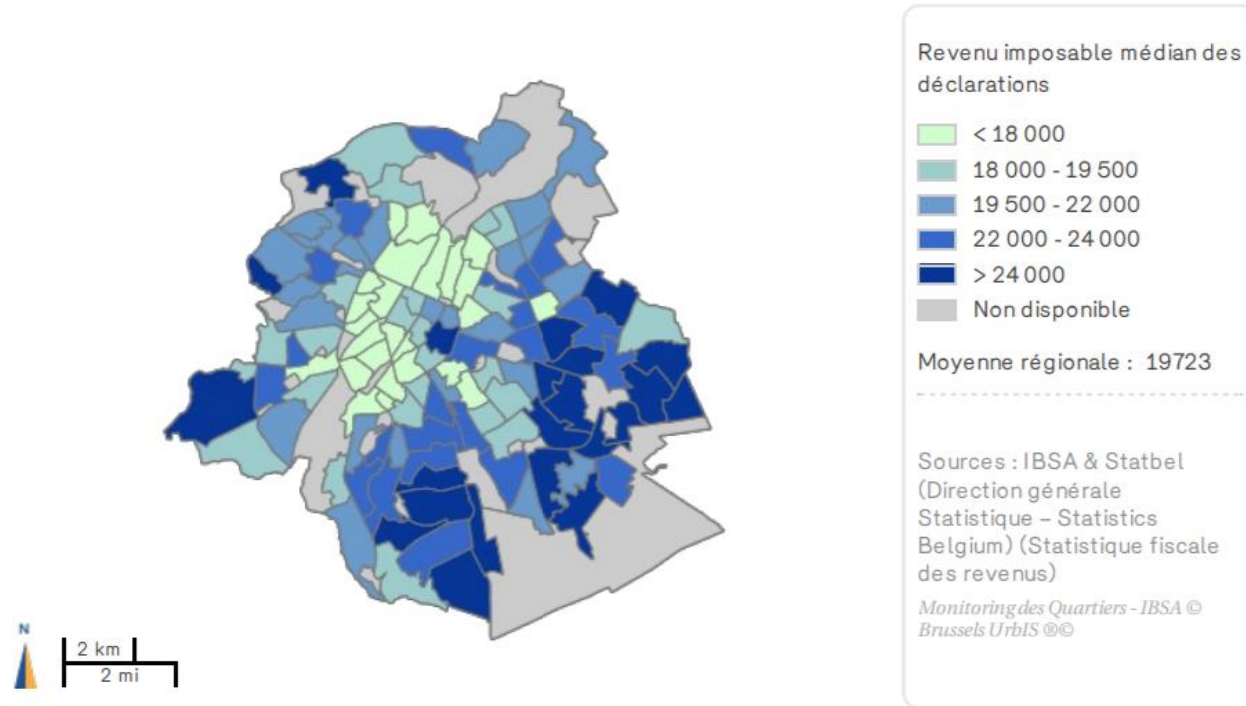 Revenu imposable médian des
déclarations
< 18 000
18 000 - 19 500
19 500 - 22 000
22 000 - 24 000
> 24 000
Non disponible
Moyenne régionale : 19723
Sources : IBSA & Statbel
(Direction générale
Statistique – Statistics
Belgium) (Statistique fiscale
des revenus)
Monitoring des Quartiers - IBSA ©
Brussels UrbIS ®©
N
2 km
2 mi